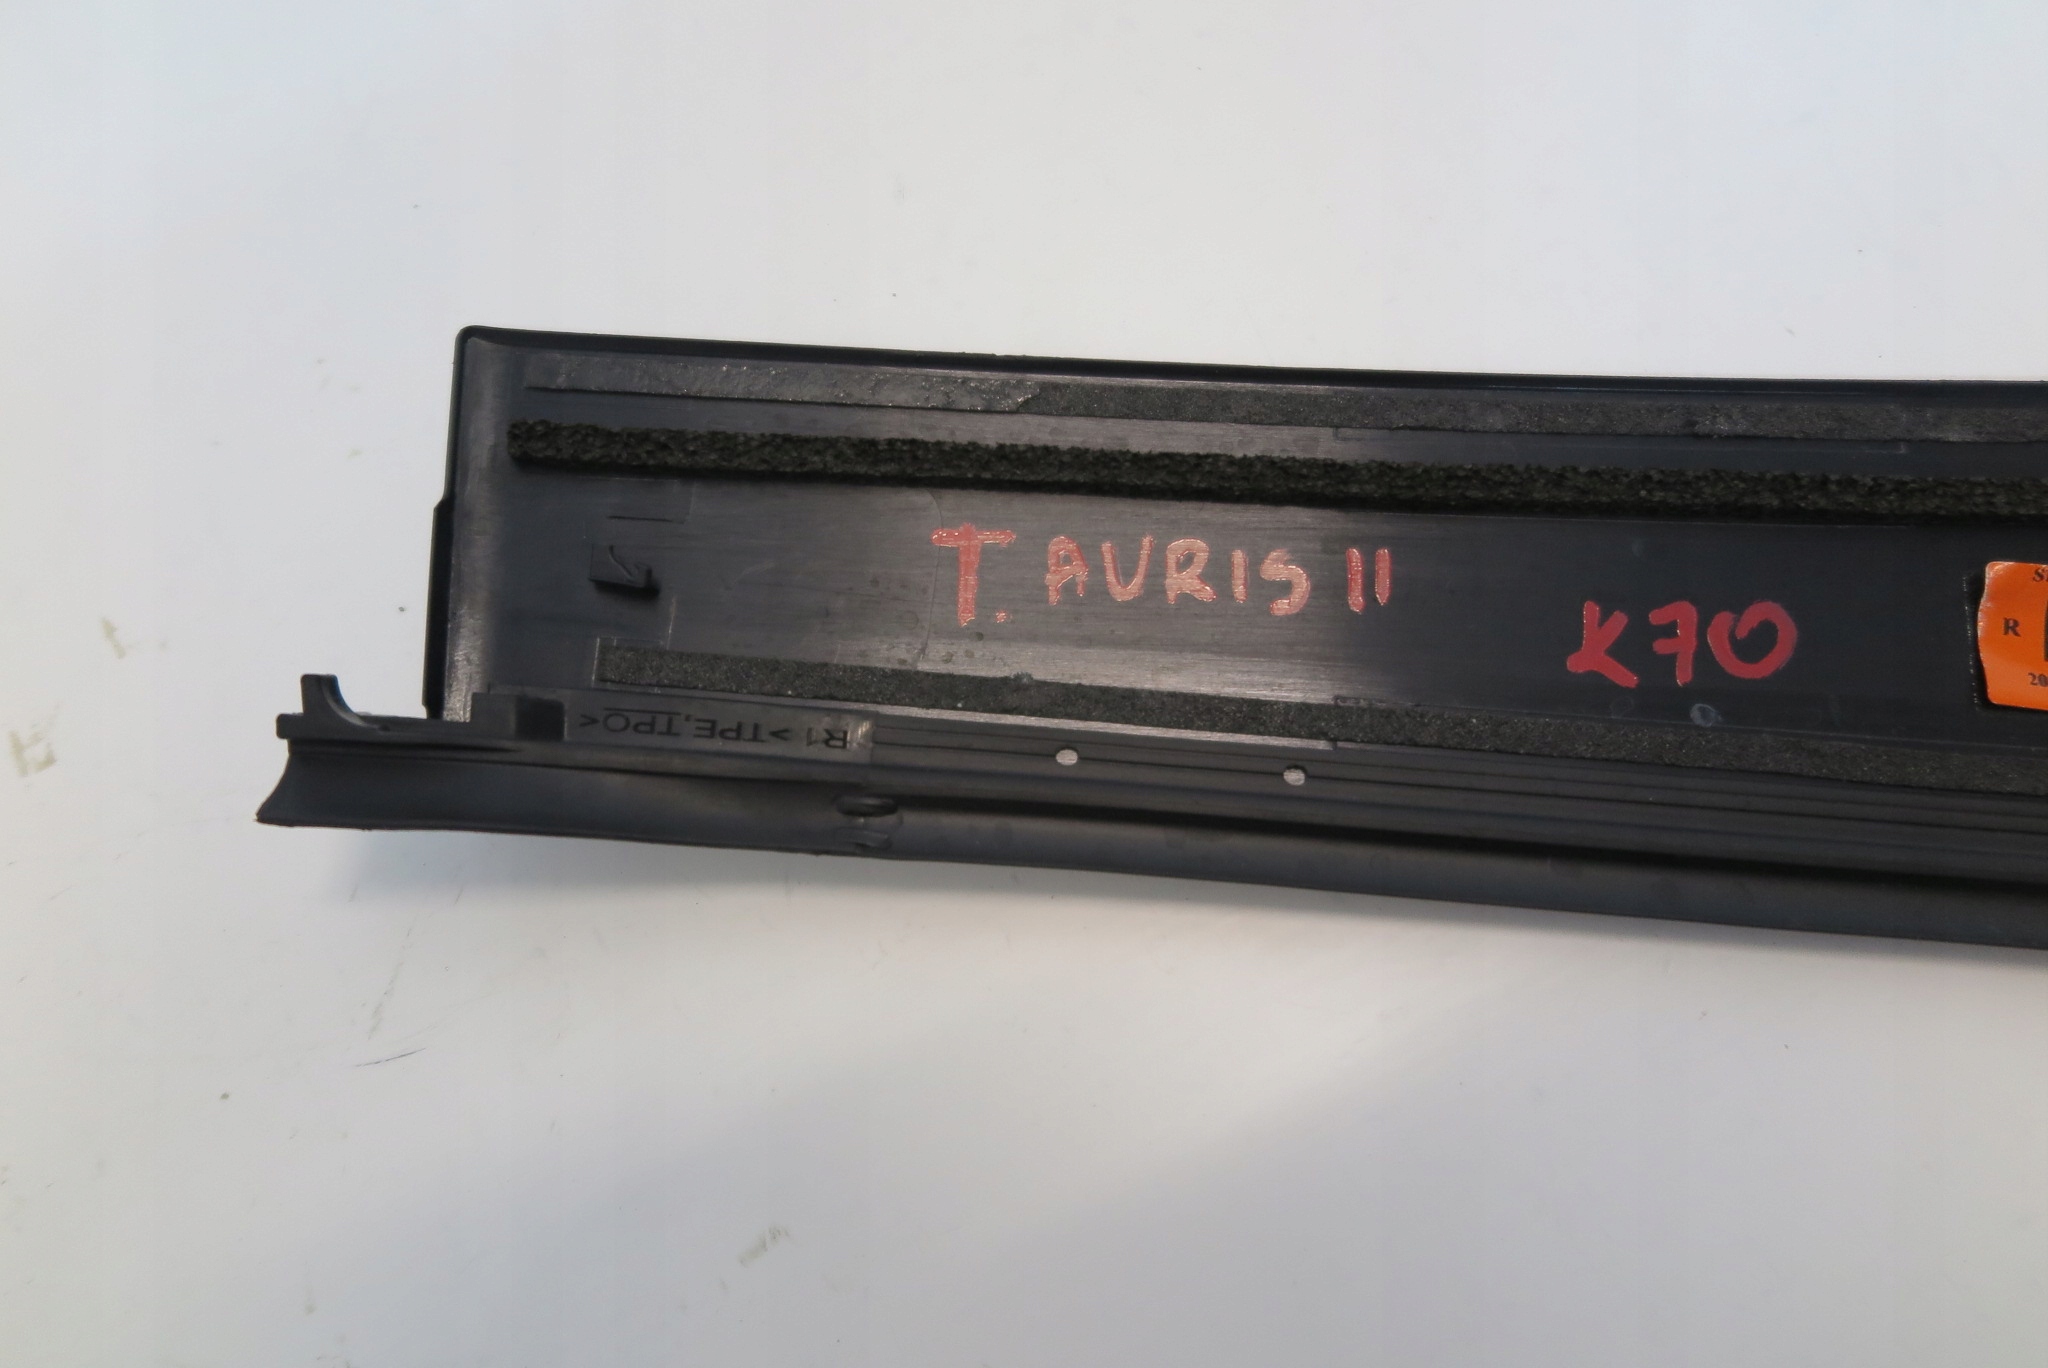 T. AURIS II
K70
R
R1 >TPE,TPO<